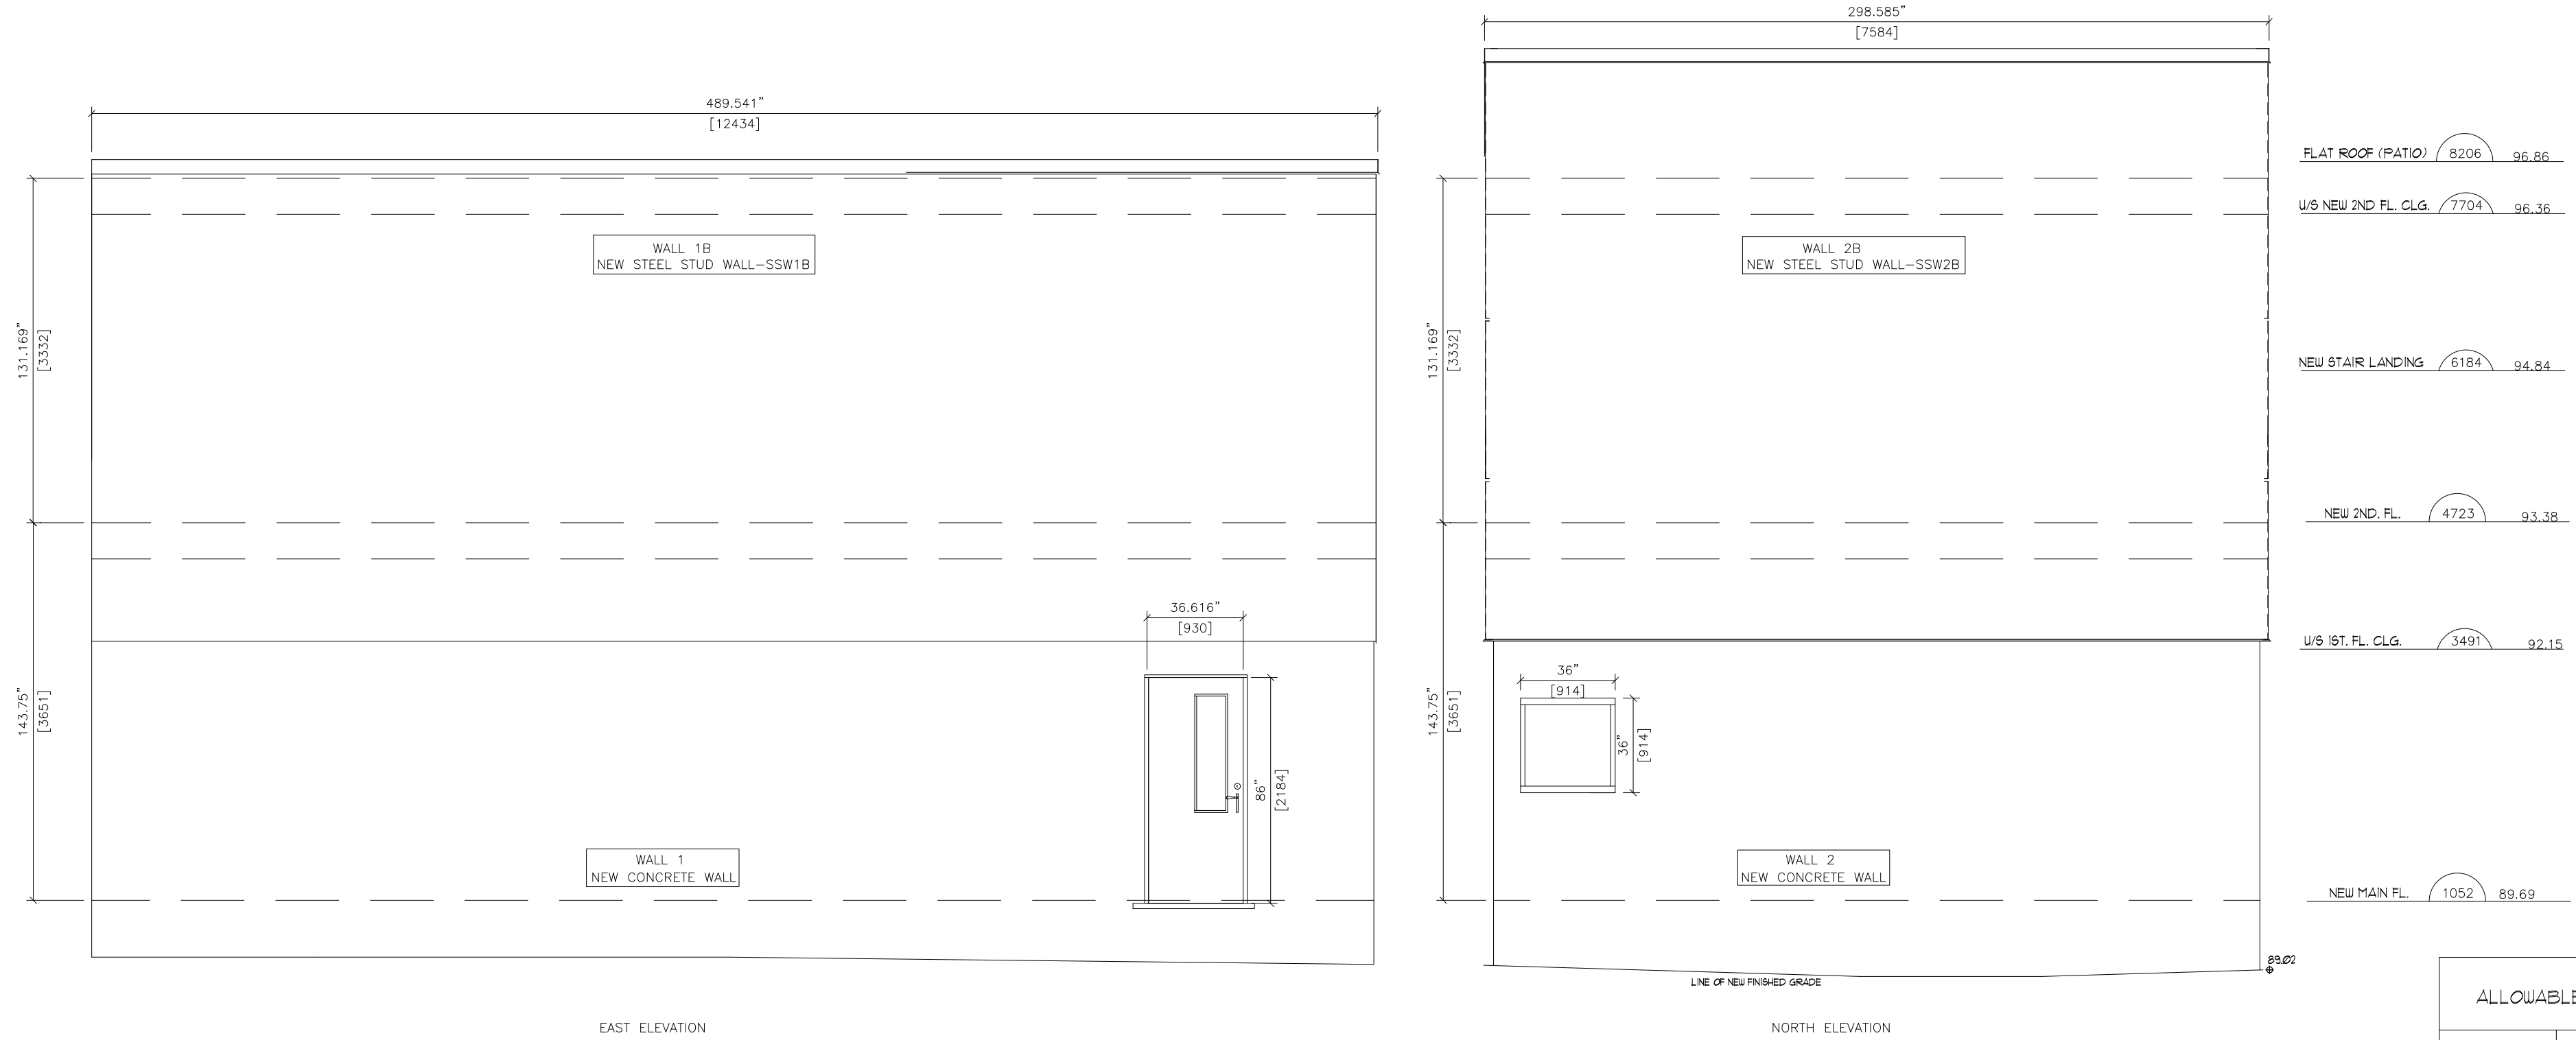 298.585"
[7584]
489.541"
[12434]
FLAT ROOF (PATIO) 8206 96.86
U/S NEW 2ND FL. CLG. 7704 96.36
WALL 1B
NEW STEEL STUD WALL-SSW1B
WALL 2B
NEW STEEL STUD WALL-SSW2B
131.169"
[3332]
131.169"
[3332]
NEW STAIR LANDING 6184 94.84
NEW 2ND. FL. 4723 93.38
36.616"
[930]
U/S 1ST. FL. CLG. 3491 92.15
36"
[914]
143.75"
[3651]
143.75"
[3651]
36"
[914]
86"
[2184]
WALL 1
NEW CONCRETE WALL
WALL 2
NEW CONCRETE WALL
NEW MAIN FL. 1052 89.69
89.02
LINE OF NEW FINISHED GRADE
ALLOWABLE
EAST ELEVATION
NORTH ELEVATION